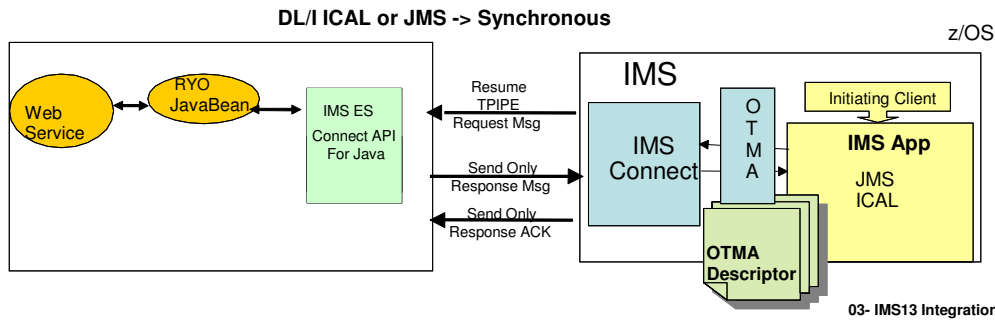 DL/I ICAL or JMS -> Synchronous
z/OS
Web
Service
RYO
JavaBean
IMS ES
Connect API
For Java
Resume
TPIPE
Request Msg
Send Only
Response Msg
Send Only
Response ACK
IMS
IMS
Connect
O
T
M
A
Initiating Client
IMS App
JMS
ICAL
OTMA
Descriptor
03- IMS13 Integration